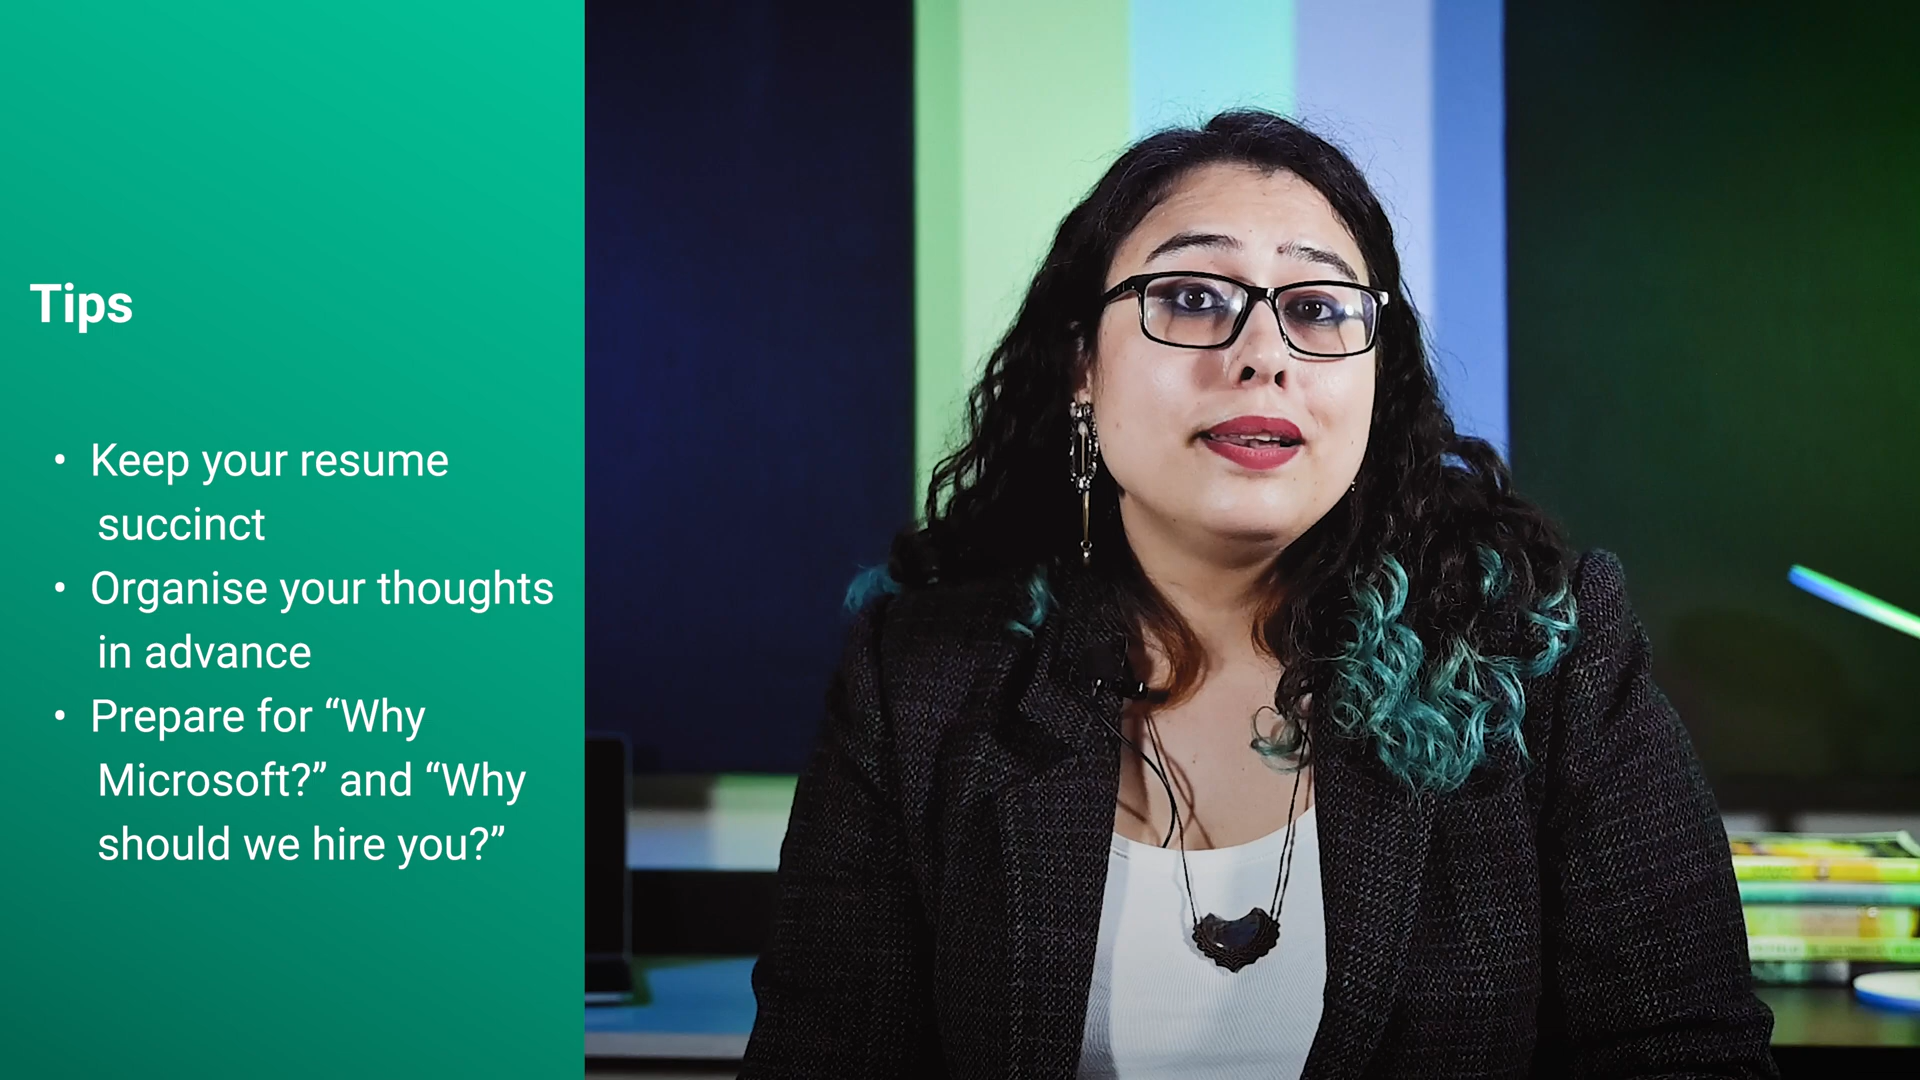 Tips
• Keep your resume
succinct
• Organise your thoughts
in advance
• Prepare for “Why
Microsoft?” and “Why
should we hire you?”